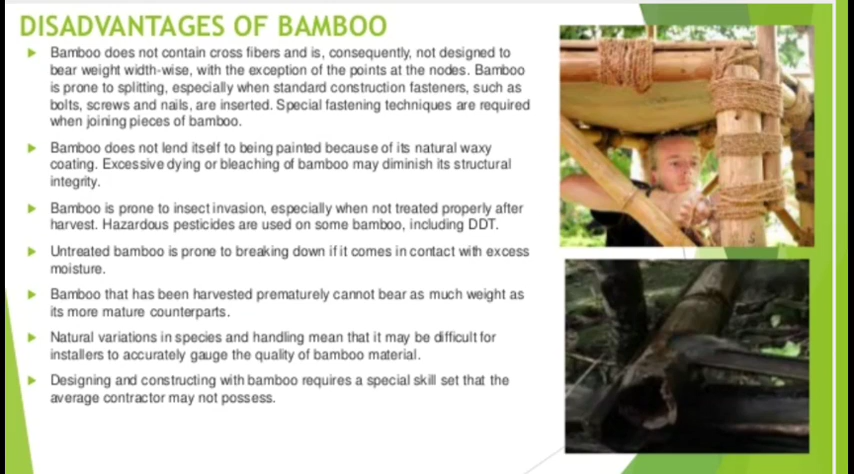 DISADVANTAGES OF BAMBOO
Bamboo does not contain cross fibers and is, consequently, not designed to
bear weight width-wise, with the exception of the points at the nodes. Bamboo
is prone to splitting, especially when standard construction fasteners, such as
bolts, screws and nails, are inserted. Special fastening techniques are required
when joining pieces of bamboo.
Bamboo does not lend itself to being painted because of its natural waxy
coating. Excessive dying or bleaching of bamboo may diminish its structural
integrity.
Bamboo is prone to insect invasion, especially when not treated properly after
harvest. Hazardous pesticides are used on some bamboo, including DDT.
Untreated bamboo is prone to breaking down if it comes in contact with excess
moisture.
Bamboo that has been harvested prematurely cannot bear as much weight as
its more mature counterparts.
Natural variations in species and handling mean that it may be difficult for
installers to accurately gauge the quality of bamboo material.
Designing and constructing with bamboo requires a special skill set that the
average contractor may not possess.